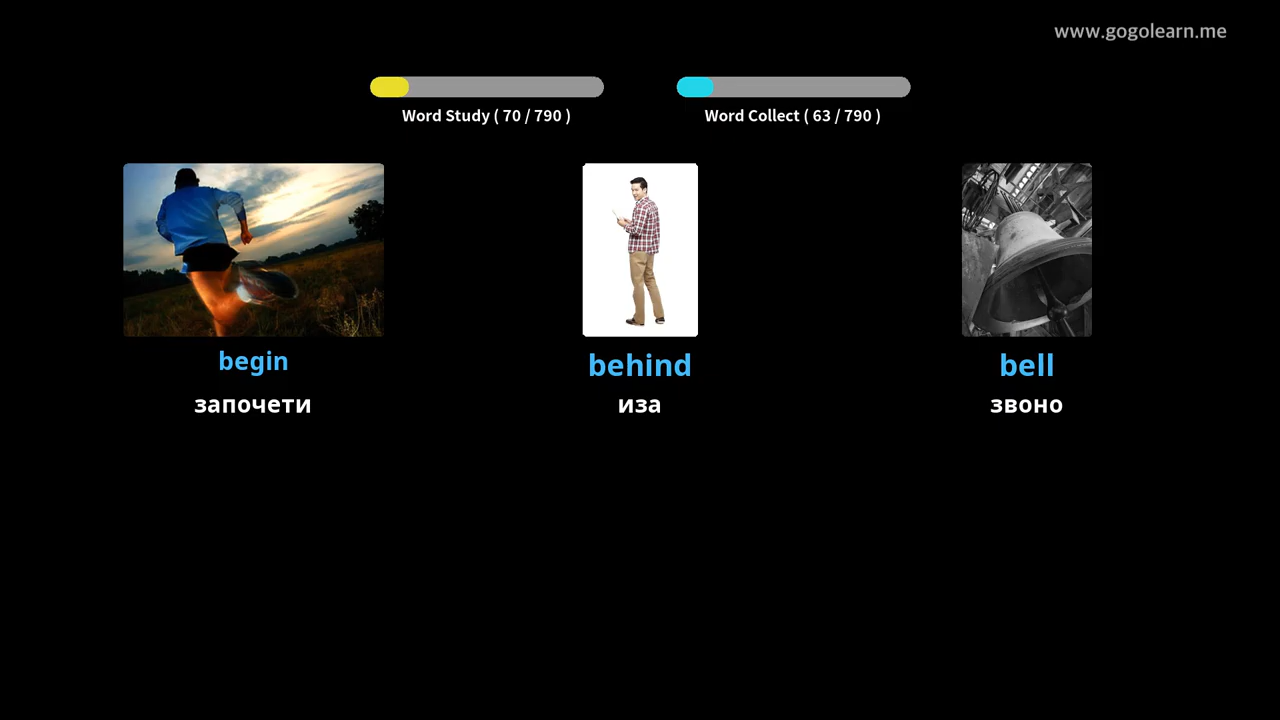 www.gogolearn.me
Word Study ( 70 / 790 )
Word Collect ( 63 / 790 )
begin
behind
bell
започети
иза
звоно